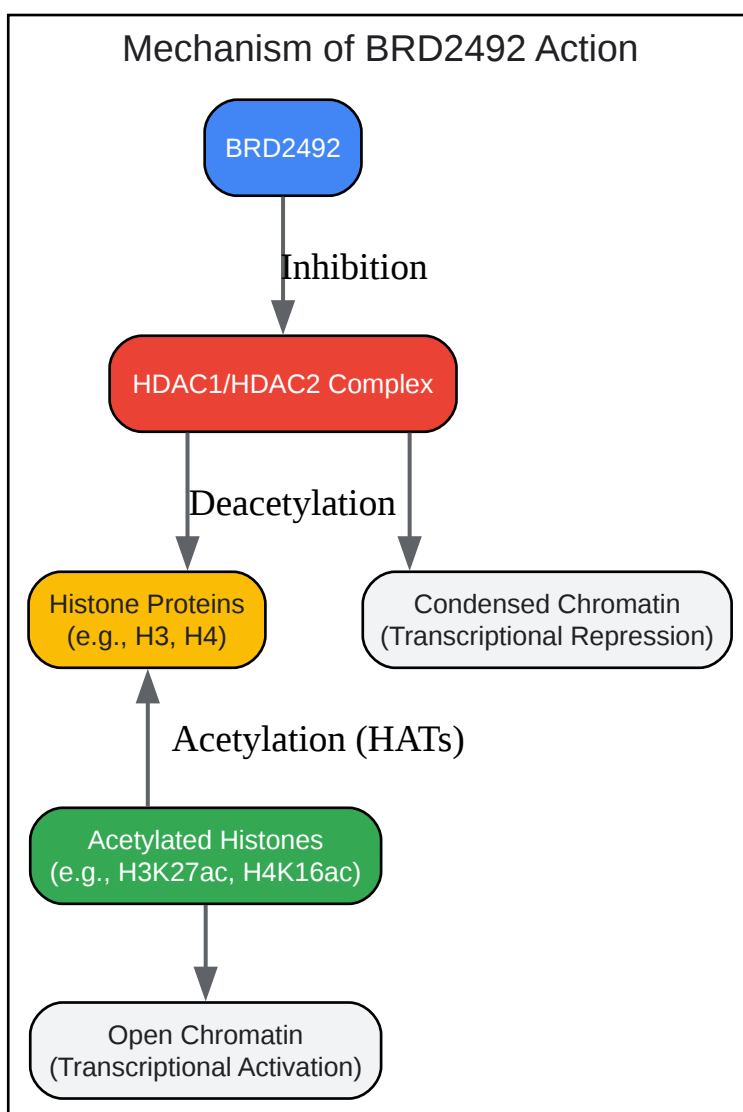 Mechanism of BRD2492 Action
BRD2492
Inhibition
HDAC1/HDAC2 Complex
Deacetylation
Histone Proteins
(e.g., H3, H4)
Condensed Chromatin
(Transcriptional Repression)
Acetylation (HATs)
Acetylated Histones
(e.g., H3K27ac, H4K16ac)
Open Chromatin
(Transcriptional Activation)